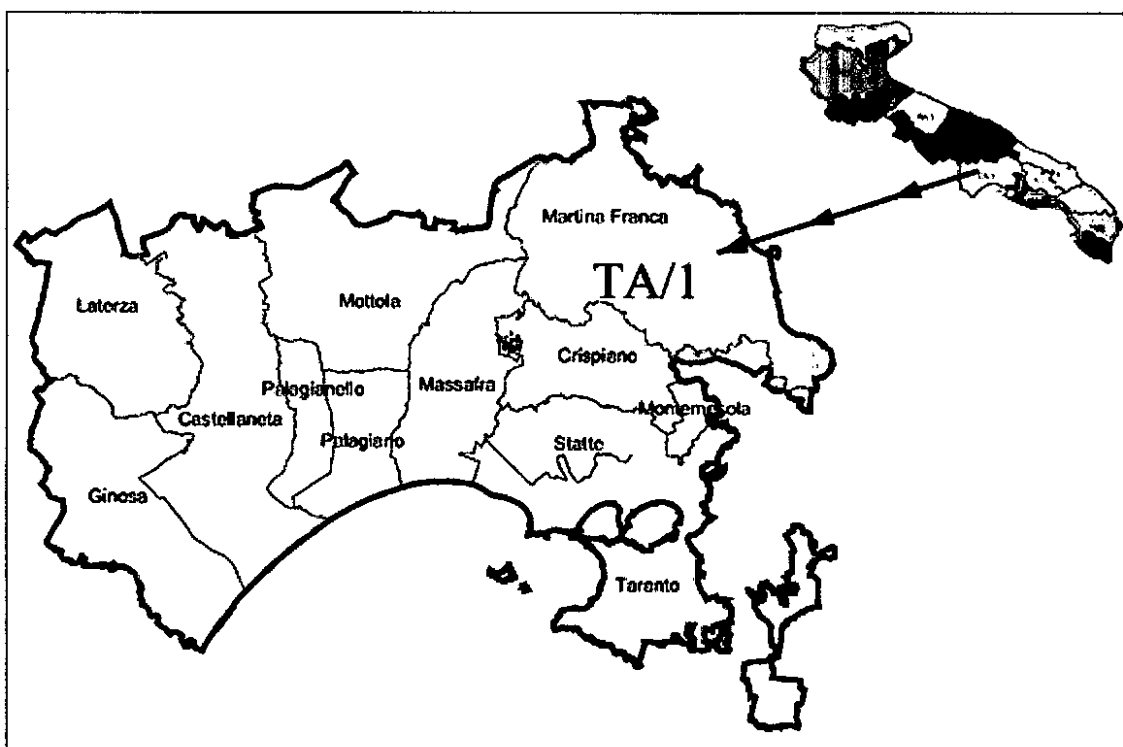 Martina Franca
TA/1
Laterza
Mottola
Crispiano
Palagianello
Massafra
Castellaneta
Montemesola
Palagiano
Statte
Ginosa
Taranto